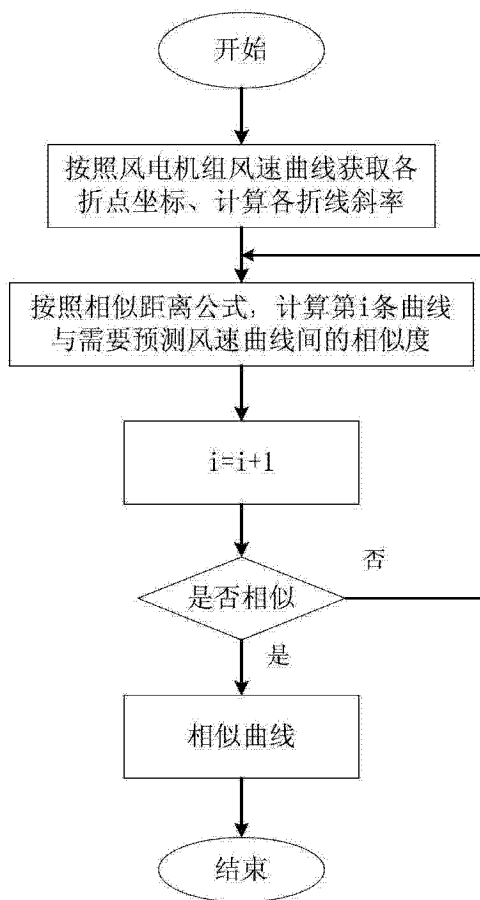 开始
按照风电机组风速曲线获取各
折点坐标、计算各折线斜率
按照相似距离公式，计算第i条曲线
与需要预测风速曲线间的相似度
i=i+1
否
是否相似
是
相似曲线
结束